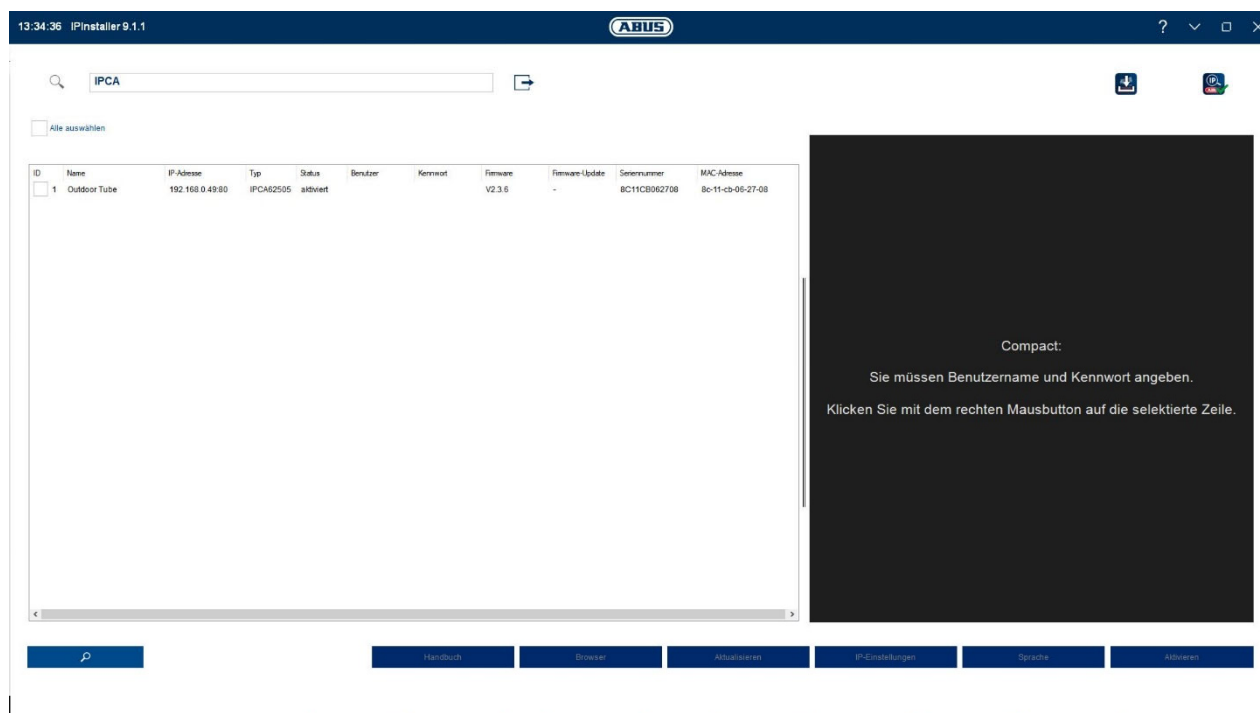 13:34:36 IPInstaller 9.1.1
ABUS
?
IPCA
IP
Alle auswählen
ID Name IP-Adresse Typ Status Benutzer Kennwort Firmware Firmware-Update Seriennummer MAC-Adresse
1 Outdoor Tube 192.168.0.49:80 IPCA62505 aktiviert V2.3.6 - 8C11CB062708 8c-11-cb-06-27-08
Compact:
Sie müssen Benutzername und Kennwort angeben.
Klicken Sie mit dem rechten Mausbutton auf die selektierte Zeile.
Handbuch Browser Aktualisieren IP-Einstellungen Sprache Aktivieren